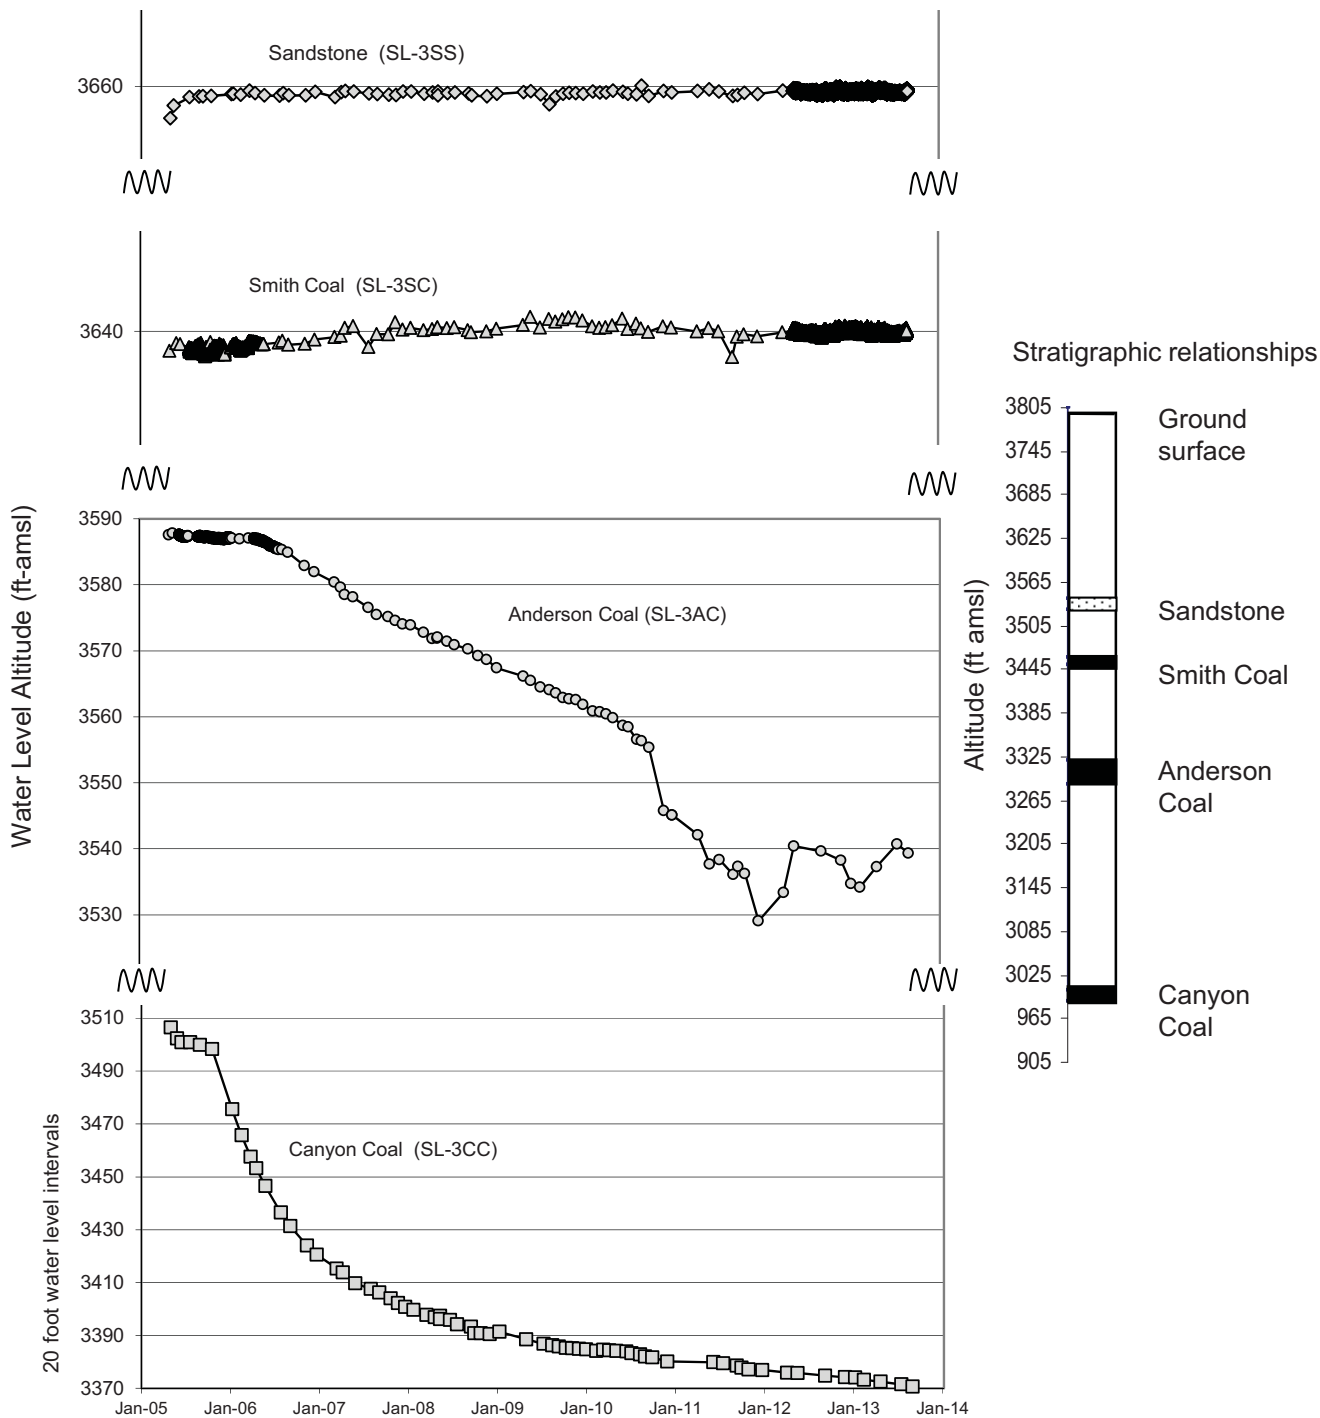 Sandstone (SL-3SS)
3660
Smith Coal (SL-3SC)
3640
Water Level Altitude (ft-amsl)
3590
3580
3570
3560
3550
3540
3530
Anderson Coal (SL-3AC)
20 foot water level intervals
3510
3490
3470
3450
3430
3410
3390
3370
Canyon Coal (SL-3CC)
Jan-05 Jan-06 Jan-07 Jan-08 Jan-09 Jan-10 Jan-11 Jan-12 Jan-13 Jan-14
Stratigraphic relationships
Altitude (ft amsl)
3805
3745
3685
3625
3565
3505
3445
3385
3325
3265
3205
3145
3085
3025
965
905
Ground
surface
Sandstone
Smith Coal
Anderson
Coal
Canyon
Coal